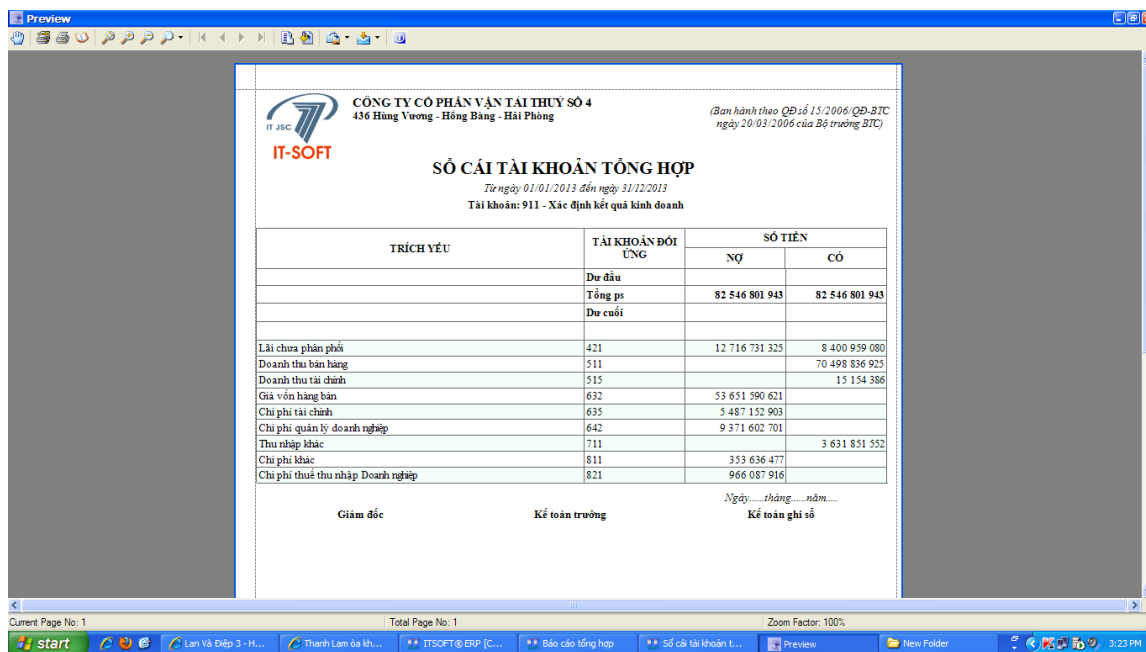 Preview
IT JSC
IT-SOFT
CÔNG TY CỔ PHẦN VẬN TẢI THUỶ SỐ 4
436 Hùng Vương - Hồng Bàng - Hải Phòng
(Ban hành theo QĐ số 15/2006/QĐ-BTC
ngày 20/03/2006 của Bộ trưởng BTC)
SỔ CÁI TÀI KHOẢN TỔNG HỢP
Từ ngày 01/01/2013 đến ngày 31/12/2013
Tài khoản: 911 - Xác định kết quả kinh doanh
TRÍCH YẾU TÀI KHOẢN ĐỐI ỨNG SỐ TIỀN
NỢ CÓ
Dư đầu
Tổng ps 82 546 801 943 82 546 801 943
Dư cuối
Lãi chưa phân phối 421 12 716 731 325 8 400 959 080
Doanh thu bán hàng 511 70 498 836 925
Doanh thu tài chính 515 15 154 386
Giá vốn hàng bán 632 53 651 590 621
Chi phí tài chính 635 5 487 152 903
Chi phí quản lý doanh nghiệp 642 9 371 602 701
Thu nhập khác 711 3 631 851 552
Chi phí khác 811 353 636 477
Chi phí thuế thu nhập Doanh nghiệp 821 966 087 916
Ngày......tháng......năm.....
Giám đốc Kế toán trưởng Kế toán ghi sổ
Current Page No: 1 Total Page No: 1 Zoom Factor: 100%
start Lan Và Điệp 3 - H... Thanh Lam òa kh... ITSOFT® ERP [C... Báo cáo tổng hợp Sổ cái tài khoản t... Preview New Folder 3:23 PM